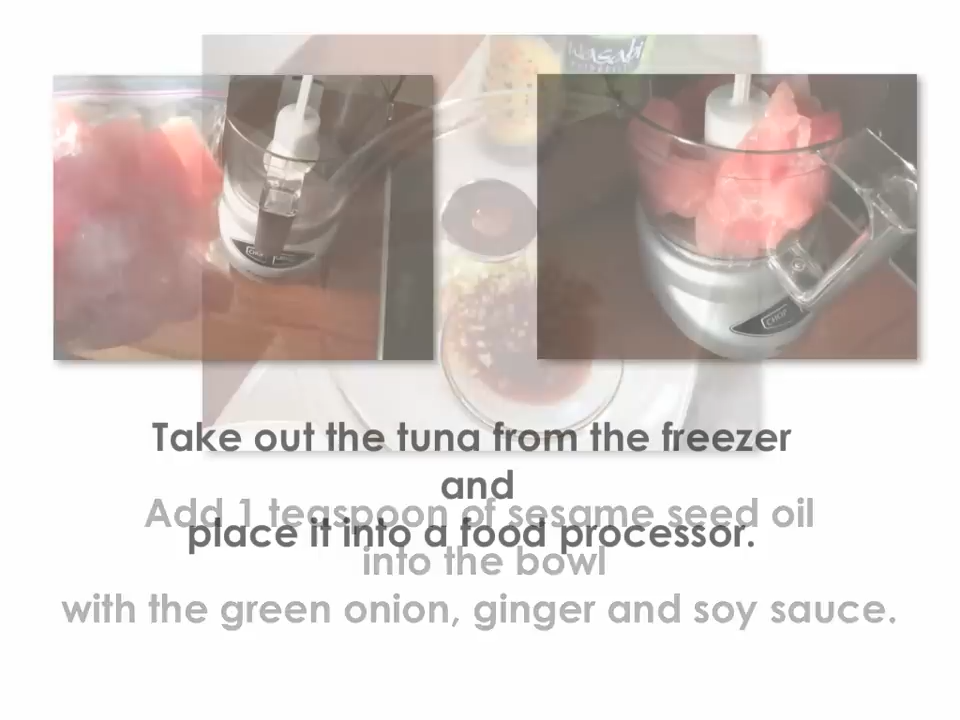 Wasabi
CHOP
Take out the tuna from the freezer
and
place it into a food processor.
Add 1 teaspoon of sesame seed oil
into the bowl
with the green onion, ginger and soy sauce.